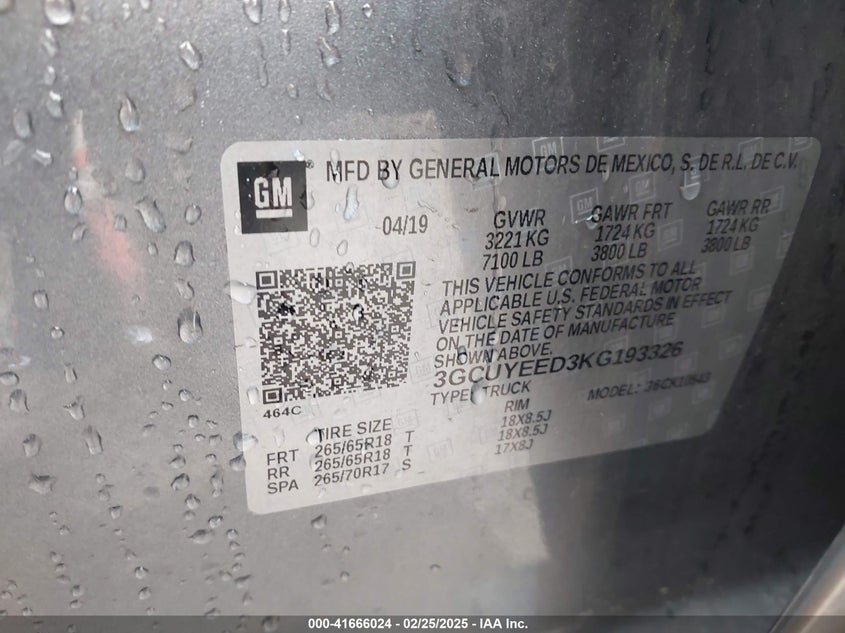 GM® MFD BY GENERAL MOTORS DE MEXICO, S. DE R.L. DE C.V.
04/19 GVWR GAWR FRT GAWR RR
3221 KG 1724 KG 1724 KG
7100 LB 3800 LB 3800 LB
THIS VEHICLE CONFORMS TO ALL
APPLICABLE U.S. FEDERAL MOTOR
VEHICLE SAFETY STANDARDS IN EFFECT
ON THE DATE OF MANUFACTURE
SHOWN ABOVE.
3GCUYEED3KG193326
TYPE: TRUCK MODEL:
464C
TIRE SIZE RIM
FRT 265/65R18 T 18X8.5J
RR 265/65R18 T 18X8.5J
SPA 265/70R17 S 17X8J
000-41666024 - 02/25/2025 - IAA Inc.